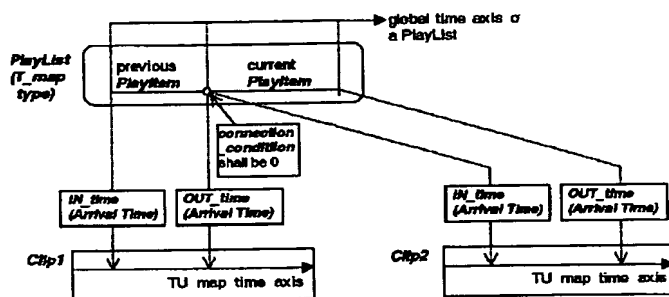 global time axis o
a PlayList
PlayList
(T_map
type)
previous
PlayItem
current
PlayItem
connection
_condition
shall be 0
IN_time
(Arrival Time)
OUT_time
(Arrival Time)
IN_time
(Arrival Time)
OUT_time
(Arrival Time)
Clip1
TU map time axis
Clip2
TU map time axis